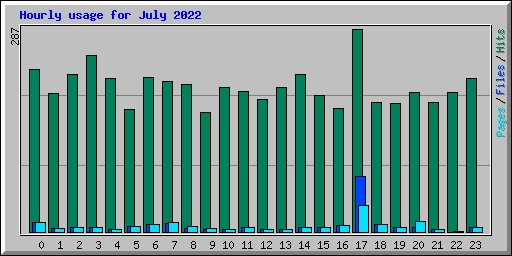 Hourly usage for July 2022
287
Pages / Files / Hits
0 1 2 3 4 5 6 7 8 9 10 11 12 13 14 15 16 17 18 19 20 21 22 23